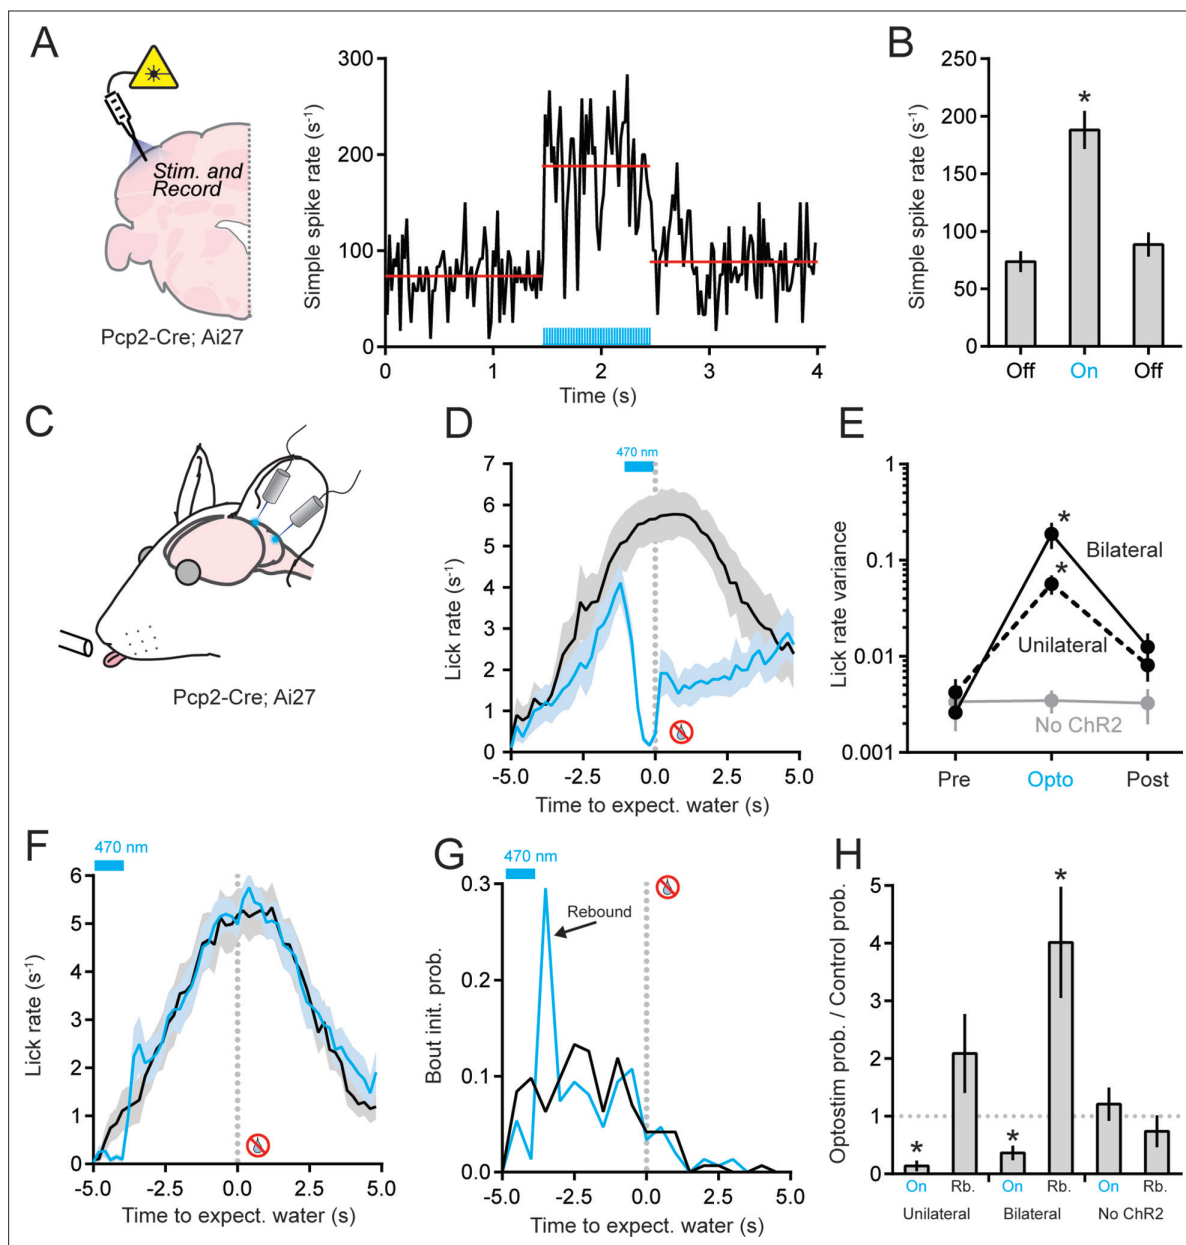 A
Stim. and
Record
Pcp2-Cre; Ai27
Simple spike rate (s⁻¹)
300
200
100
0
0 1 2 3 4
Time (s)
B
Simple spike rate (s⁻¹)
250
200
150
100
50
0
*
Off On Off
C
Pcp2-Cre; Ai27
D
470 nm
Lick rate (s⁻¹)
7
6
5
4
3
2
1
0
-5.0 -2.5 0.0 2.5 5.0
Time to expect. water (s)
E
Lick rate variance
1
0.1
0.01
0.001
*
Bilateral
*
Unilateral
No ChR2
Pre Opto Post
F
470 nm
Lick rate (s⁻¹)
6
5
4
3
2
1
0
-5.0 -2.5 0.0 2.5 5.0
Time to expect. water (s)
G
470 nm
Bout init. prob.
0.3
0.2
0.1
0.0
Rebound
-5.0 -2.5 0.0 2.5 5.0
Time to expect. water (s)
H
Optostim prob. / Control prob.
5
4
3
2
1
0
*
*
*
On Rb. On Rb. On Rb.
Unilateral Bilateral No ChR2